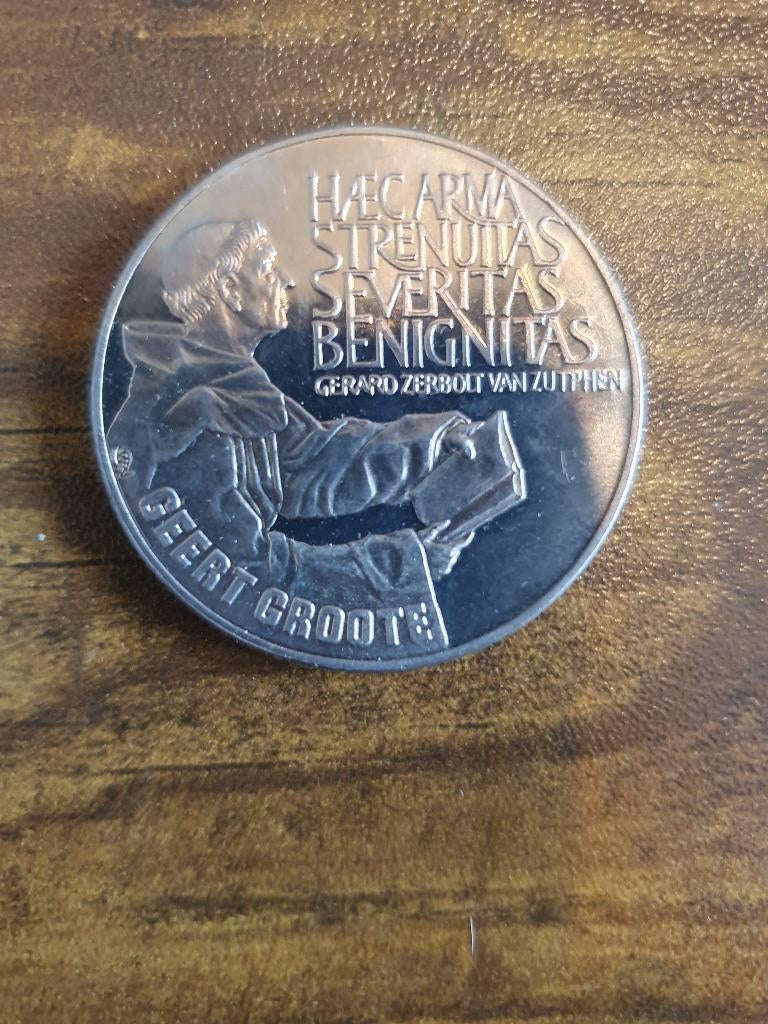 HÆC ARMA
STRENUITAS
SEVERITAS
BENIGNITAS
GERARD ZERBOLT VAN ZUTPHEN
GEERT GROOTE